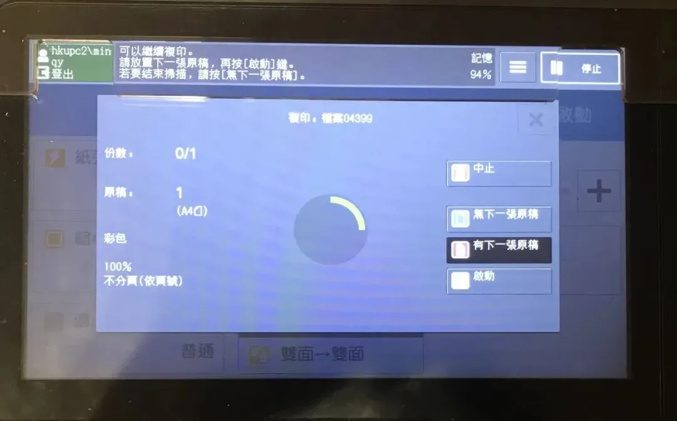 hkupc2\min
qy
登出
可以繼續複印。
請放置下一張原稿，再按[啟動]鍵。
若要結束掃描，請按[無下一張原稿]。
記憶
94%
停止
複印：檔案04399
啟動
份數：
0/1
中止
原稿：
1
(A4)
無下一張原稿
彩色
有下一張原稿
100%
啟動
不分頁(依頁號)
普通
雙面→雙面